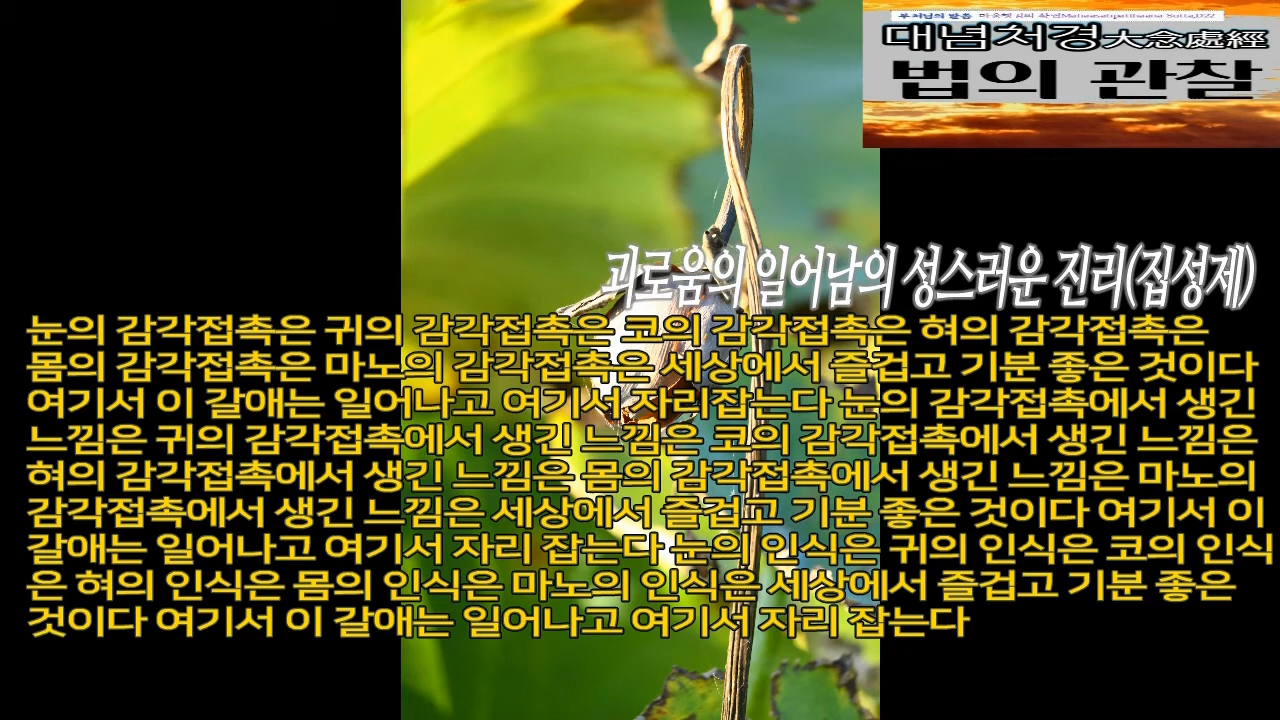 부처님의 말씀
대념처경大念處經
법의 관찰
괴로움의 일어남의 성스러운 진리(집성제)
눈의 감각접촉은 귀의 감각접촉은 코의 감각접촉은 혀의 감각접촉은
몸의 감각접촉은 마노의 감각접촉은 세상에서 즐겁고 기분 좋은 것이다
여기서 이 갈애는 일어나고 여기서 자리잡는다 눈의 감각접촉에서 생긴
느낌은 귀의 감각접촉에서 생긴 느낌은 코의 감각접촉에서 생긴 느낌은
혀의 감각접촉에서 생긴 느낌은 몸의 감각접촉에서 생긴 느낌은 마노의
감각접촉에서 생긴 느낌은 세상에서 즐겁고 기분 좋은 것이다 여기서 이
갈애는 일어나고 여기서 자리 잡는다 눈의 인식은 귀의 인식은 코의 인식
은 혀의 인식은 몸의 인식은 마노의 인식은 세상에서 즐겁고 기분 좋은
것이다 여기서 이 갈애는 일어나고 여기서 자리 잡는다